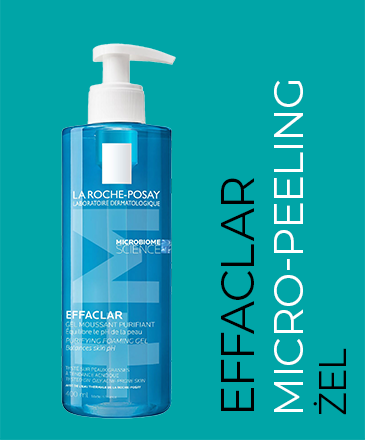 LA ROCHE-POSAY
LABORATOIRE DERMATOLOGIQUE
MICROBIOME
SCIENCE
EFFACLAR
GEL MOUSSANT PURIFIANT
Équilibre le pH de la peau
PURIFYING FOAMING GEL
Balances skin pH
400 ml
EFFACLAR
MICRO-PEELING
ŻEL